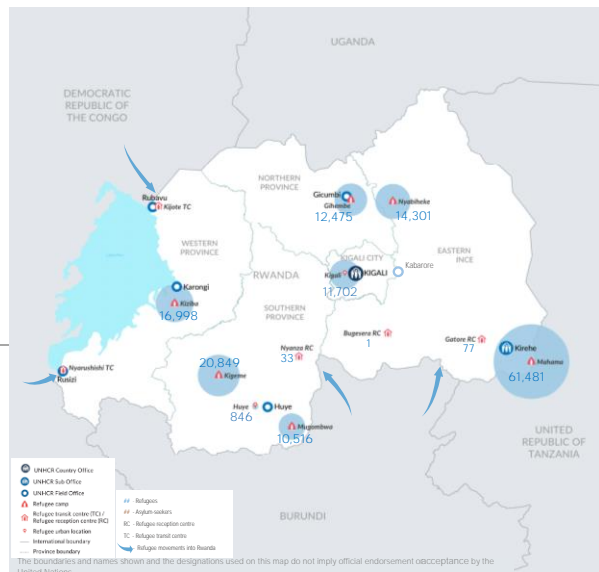 UGANDA
DEMOCRATIC
REPUBLIC OF
THE CONGO
NORTHERN
PROVINCE
Gicumbi
Gihembe
12,475
Nyabiheke
14,301
Rubavu
Kijote TC
WESTERN
PROVINCE
EASTERN
INCE
KIGALI CITY
Kigali
KIGALI
Kabarore
11,702
RWANDA
Karongi
Kiziba
16,998
SOUTHERN
PROVINCE
Bugesera RC
1
Gatore RC
77
Kirehe
Mahama
61,481
Nyanza RC
33
20,849
Kigeme
Nyarushishi TC
Rusizi
Huye
846
Huye
Mugombwa
10,516
UNITED
REPUBLIC OF
TANZANIA
BURUNDI
UNHCR Country Office
UNHCR Sub Office
UNHCR Field Office
Refugee camp
Refugee transit centre (TC) /
Refugee reception centre (RC)
Refugee urban location
International boundary
Province boundary
## - Refugees
## - Asylum-seekers
RC - Refugee reception centre
TC - Refugee transit centre
Refugee movements into Rwanda
The boundaries and names shown and the designations used on this map do not imply official endorsement oacceptance by the
United Nations